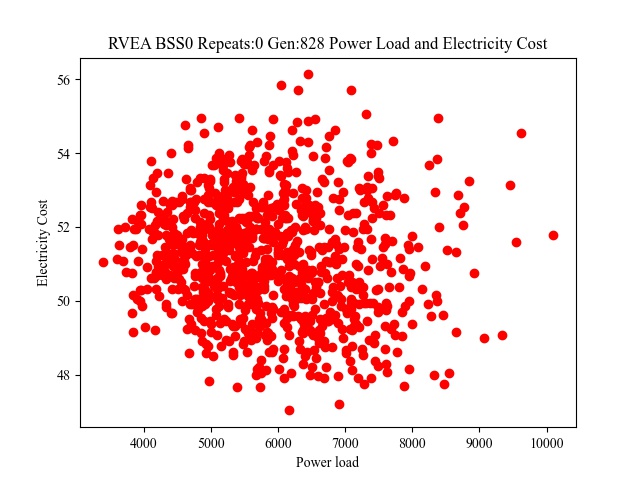 RVEA BSS0 Repeats:0 Gen:828 Power Load and Electricity Cost
56
54
52
50
48
Electricity Cost
4000 5000 6000 7000 8000 9000 10000
Power load